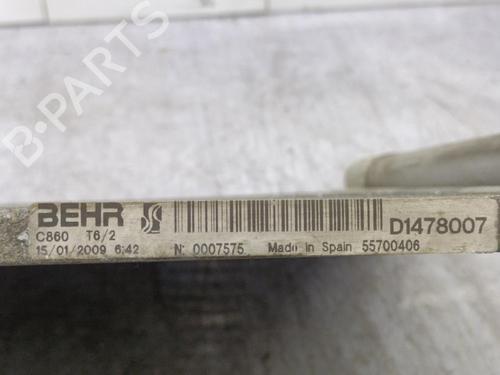 B-PARTS
BEHR D1478007
C860 T6/2
15/01/2009 6:42 N: 0007575 Made in Spain 55700406